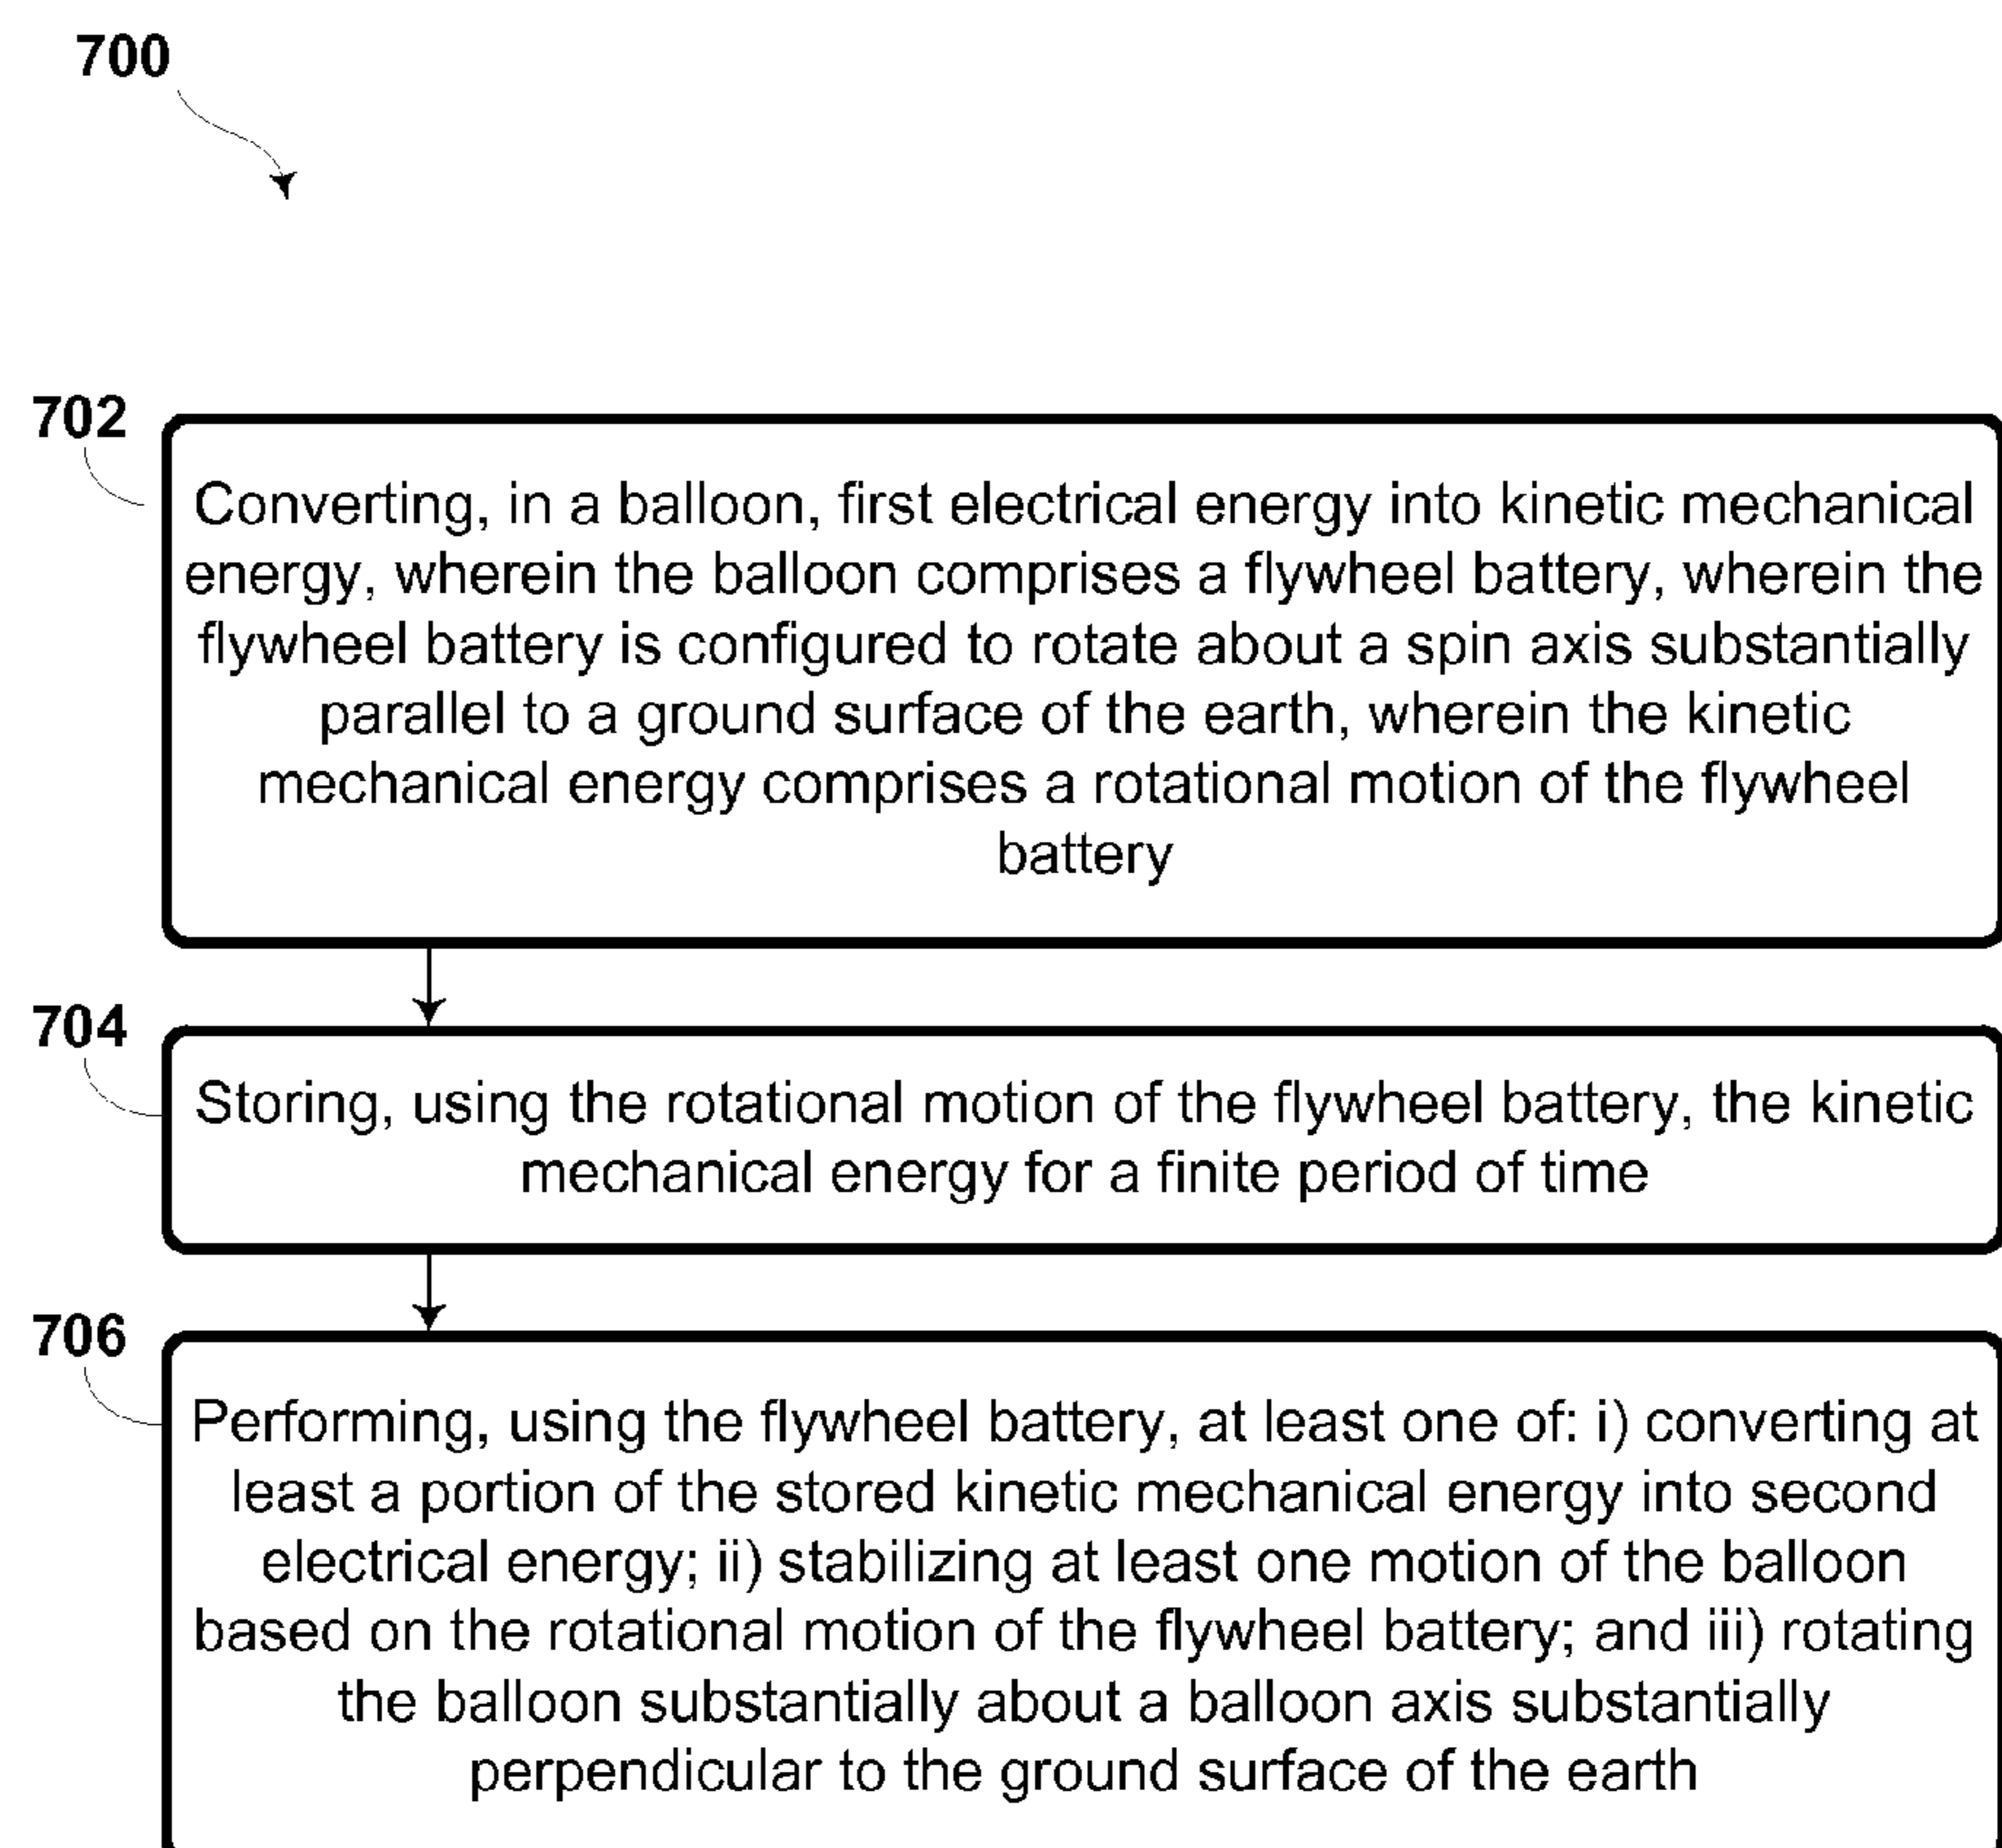 700
702
Converting, in a balloon, first electrical energy into kinetic mechanical
energy, wherein the balloon comprises a flywheel battery, wherein the
flywheel battery is configured to rotate about a spin axis substantially
parallel to a ground surface of the earth, wherein the kinetic
mechanical energy comprises a rotational motion of the flywheel
battery
704
Storing, using the rotational motion of the flywheel battery, the kinetic
mechanical energy for a finite period of time
706
Performing, using the flywheel battery, at least one of: i) converting at
least a portion of the stored kinetic mechanical energy into second
electrical energy; ii) stabilizing at least one motion of the balloon
based on the rotational motion of the flywheel battery; and iii) rotating
the balloon substantially about a balloon axis substantially
perpendicular to the ground surface of the earth